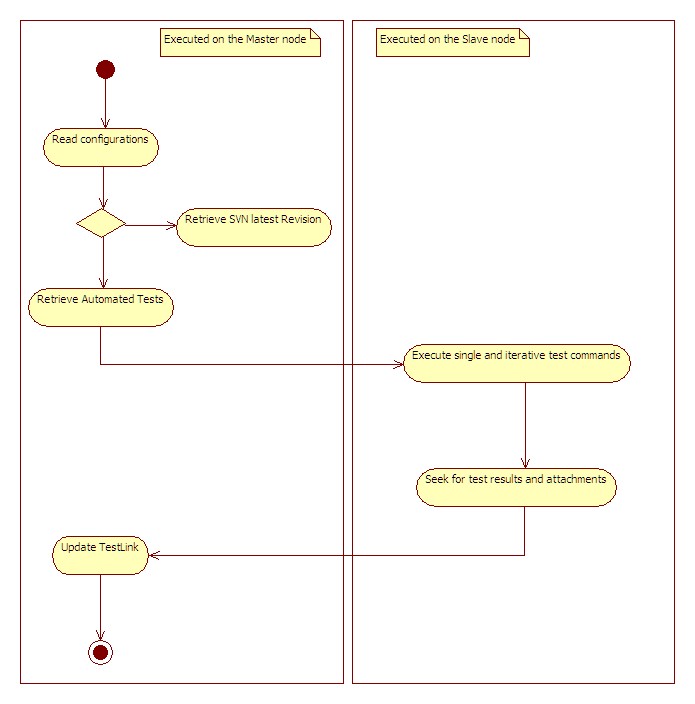 Executed on the Master node
Executed on the Slave node
Read configurations
Retrieve SVN latest Revision
Retrieve Automated Tests
Execute single and iterative test commands
Seek for test results and attachments
Update TestLink